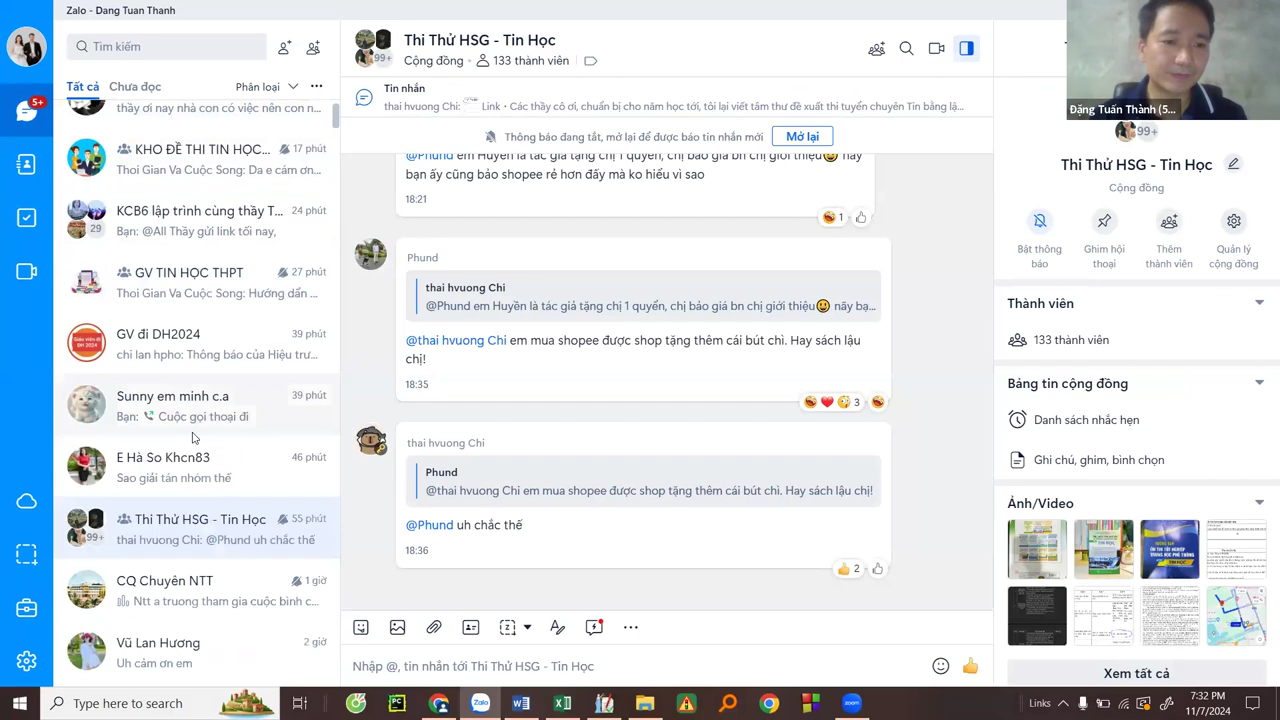 Zalo - Dang Tuan Thanh
Tìm kiếm
Tất cả Chưa đọc Phân loại
5+
thầy ơi nay nhà con có việc nên con n...
KHO ĐỀ THI TIN HỌC... 17 phút
Thoi Gian Va Cuoc Song: Da e cám ơn...
KCB6 lập trình cùng thầy T... 24 phút
29 Bạn: @All Thầy gửi link tối nay,
GV TIN HỌC THPT 27 phút
Thoi Gian Va Cuoc Song: Hướng dẩn ...
GV đi DH2024 39 phút
chi lan hpho: Thông báo của Hiệu trư...
Sunny em minh c.a 39 phút
Bạn: Cuộc gọi thoại đi
E Hà So Khcn83 46 phút
Sao giải tán nhóm thế
Thi Thử HSG - Tin Học 55 phút
99+ thai hvuong Chi: @Phund uh chắc thế
CQ Chuyên NTT 1 giờ
Ntt a truong tham gia cuộc bình c...
Vũ Lan Hương 2 giờ
Uh cảm ơn em
Thi Thử HSG - Tin Học
99+ Cộng đồng • 133 thành viên
Tin nhắn
thai hvuong Chi: Link • Các thầy cô ơi, chuẩn bị cho năm học tới, tôi lại viết tâm thư đề xuất thi tuyển chuyên Tin bằng lậ...
Thông báo đang tắt, mở lại để được báo tin nhắn mới Mở lại
@Phund em Huyền là tác giả tặng chị 1 quyển, chị báo giá bn chị giới thiệu nãy
bạn ấy cũng bảo shopee rẻ hơn đấy mà ko hiểu vì sao
18:21
1
Phund
thai hvuong Chi
@Phund em Huyền là tác giả tặng chị 1 quyển, chị báo giá bn chị giới thiệu nãy bạ...
@thai hvuong Chi em mua shopee được shop tặng thêm cái bút chì. Hay sách lậu
chị!
18:35
3
thai hvuong Chi
Phund
@thai hvuong Chi em mua shopee được shop tặng thêm cái bút chì. Hay sách lậu chị!
@Phund uh chắc thế
18:36
2
Nhập @, tin nhắn tới Thi Thử HSG - Tin Học
Đặng Tuấn Thành (5...
99+
Thi Thử HSG - Tin Học
Cộng đồng
Bật thông báo
Ghim hội thoại
Thêm thành viên
Quản lý cộng đồng
Thành viên
133 thành viên
Bảng tin cộng đồng
Danh sách nhắc hẹn
Ghi chú, ghim, bình chọn
Ảnh/Video
Xem tất cả
Type here to search
Links
7:32 PM
11/7/2024